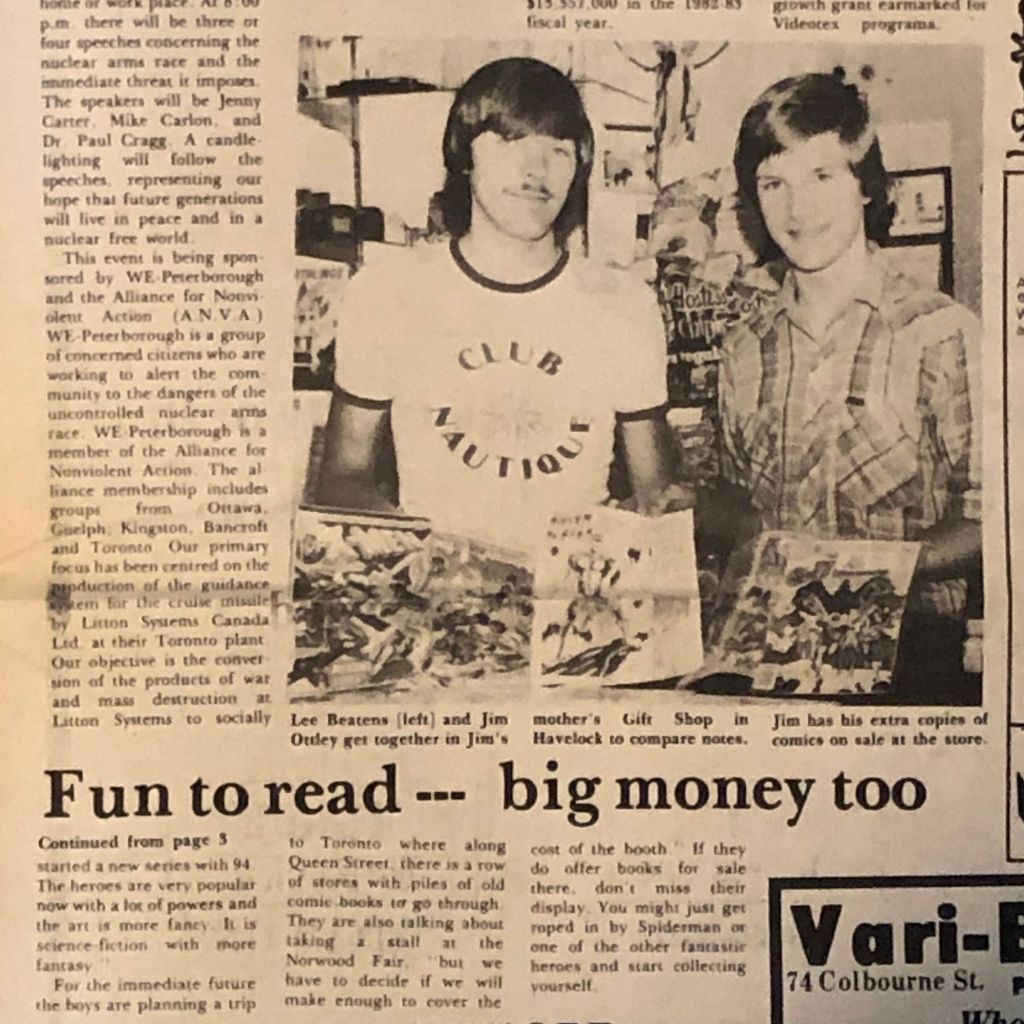 home or work place. At 8:00
p.m. there will be three or
four speeches concerning the
nuclear arms race and the
immediate threat it imposes.
The speakers will be Jenny
Carter, Mike Carlon, and
Dr. Paul Cragg. A candle-
lighting will follow the
speeches, representing our
hope that future generations
will live in peace and in a
nuclear free world.
This event is being spon-
sored by WE-Peterborough
and the Alliance for Nonvi-
olent Action (A.N.V.A.)
WE-Peterborough is a group
of concerned citizens who are
working to alert the com-
munity to the dangers of the
uncontrolled nuclear arms
race. WE-Peterborough is a
member of the Alliance for
Nonviolent Action. The al-
liance membership includes
groups from Ottawa,
Guelph, Kingston, Bancroft
and Toronto. Our primary
focus has been centred on the
production of the guidance
system for the cruise missile
by Litton Systems Canada
Ltd. at their Toronto plant.
Our objective is the conver-
sion of the products of war
and mass destruction at
Litton Systems to socially
in the 1982-83
fiscal year.
growth grant earmarked for
Videotex programs.
CLUB
NAUTIQUE
Hostess
Chips
Lee Beatens [left] and Jim
Ottley get together in Jim's
mother's Gift Shop in
Havelock to compare notes.
Jim has his extra copies of
comics on sale at the store.
Fun to read --- big money too
Continued from page 3
started a new series with 94.
The heroes are very popular
now with a lot of powers and
the art is more fancy. It is
science-fiction with more
fantasy."
For the immediate future
the boys are planning a trip
to Toronto where along
Queen Street, there is a row
of stores with piles of old
comic books to go through.
They are also talking about
taking a stall at the
Norwood Fair, "but we
have to decide if we will
make enough to cover the
cost of the booth." If they
do offer books for sale
there, don't miss their
display. You might just get
roped in by Spiderman or
one of the other fantastic
heroes and start collecting
yourself.
Vari-
74 Colbourne St.